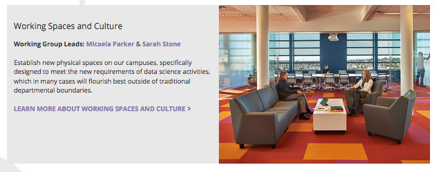 Working Spaces and Culture
Working Group Leads: Micaela Parker & Sarah Stone
Establish new physical spaces on our campuses, specifically
designed to meet the new requirements of data science activities,
which in many cases will flourish best outside of traditional
departmental boundaries.
LEARN MORE ABOUT WORKING SPACES AND CULTURE >